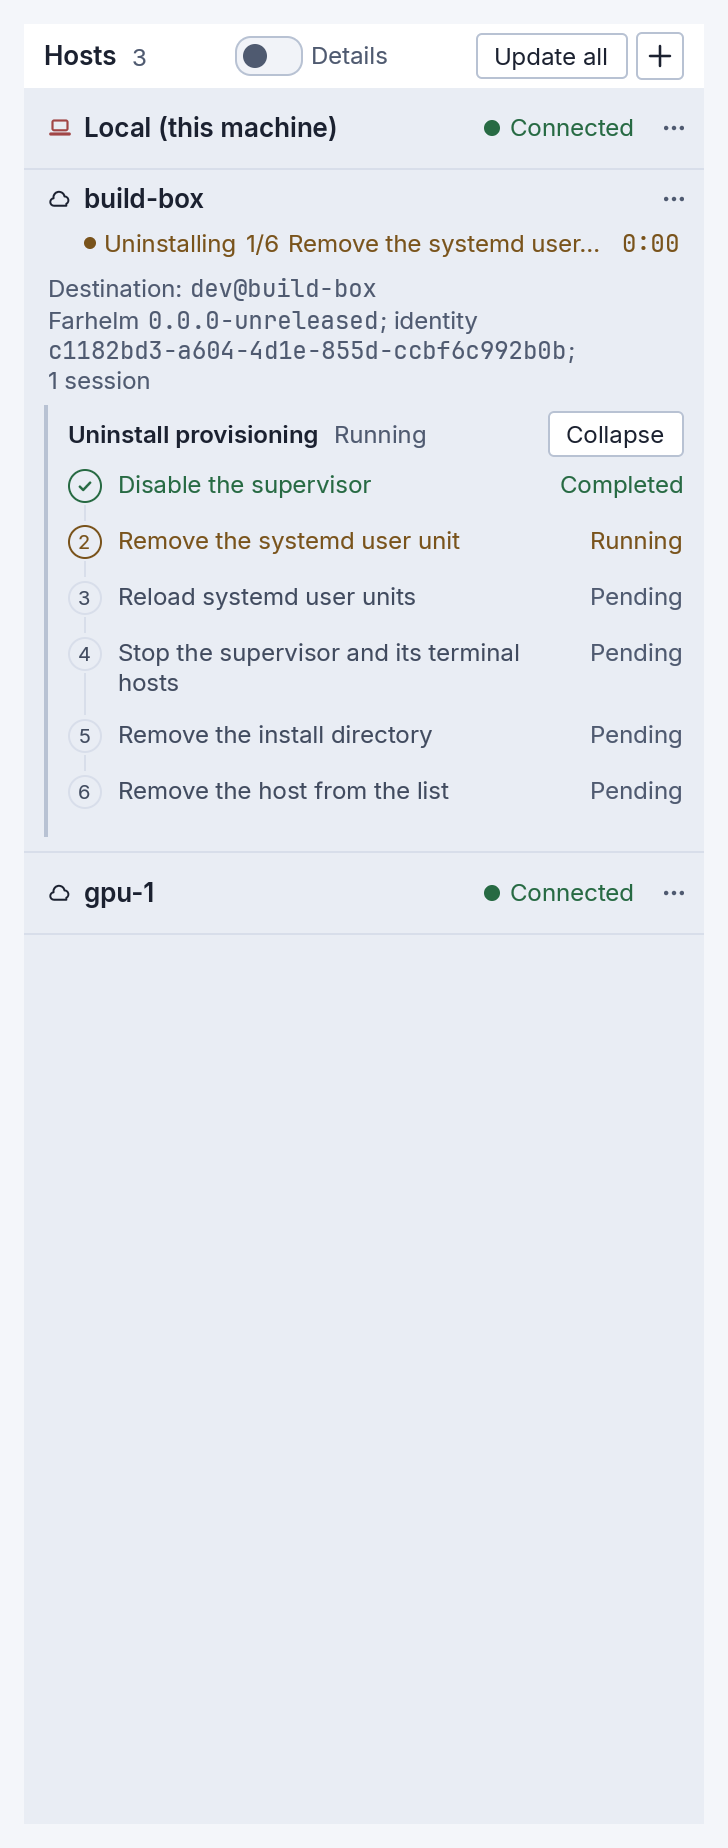 Hosts 3 Details Update all
Local (this machine) Connected
build-box
Uninstalling 1/6 Remove the systemd user... 0:00
Destination: dev@build-box
Farhelm 0.0.0-unreleased; identity
c1182bd3-a604-4d1e-855d-ccbf6c992b0b;
1 session
Uninstall provisioning Running Collapse
Disable the supervisor Completed
2 Remove the systemd user unit Running
3 Reload systemd user units Pending
4 Stop the supervisor and its terminal Pending
hosts
5 Remove the install directory Pending
6 Remove the host from the list Pending
gpu-1 Connected